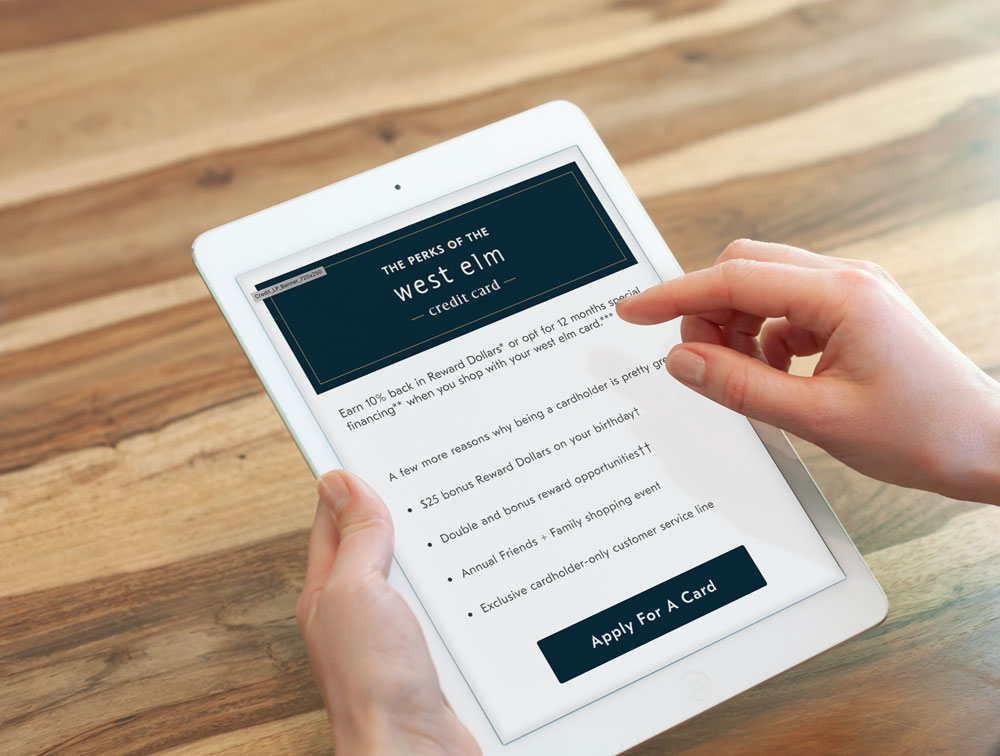 Credit_LP_Banner_720x260
THE PERKS OF THE
west elm
— credit card —
Earn 10% back in Reward Dollars* or opt for 12 months special
financing** when you shop with your west elm card.***
A few more reasons why being a cardholder is pretty
• $25 bonus Reward Dollars on your birthday†
• Double and bonus reward opportunities††
• Annual Friends + Family shopping event
• Exclusive cardholder-only customer service line
Apply For A Card